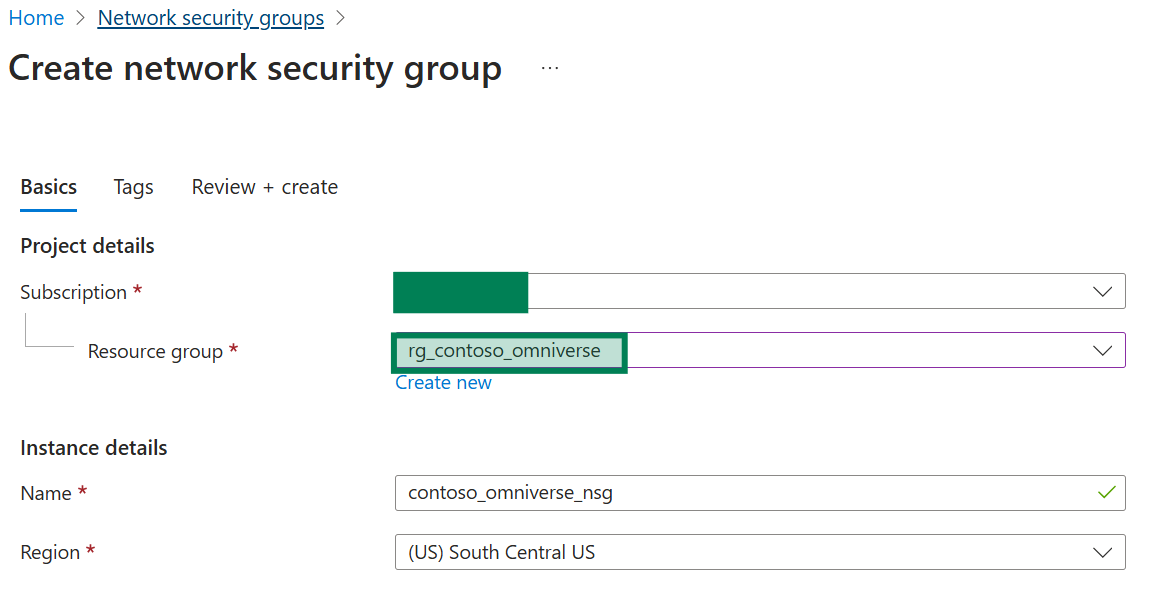 Home > Network security groups >
Create network security group ...
Basics Tags Review + create
Project details
Subscription *
Resource group * rg_contoso_omniverse
Create new
Instance details
Name * contoso_omniverse_nsg
Region * (US) South Central US